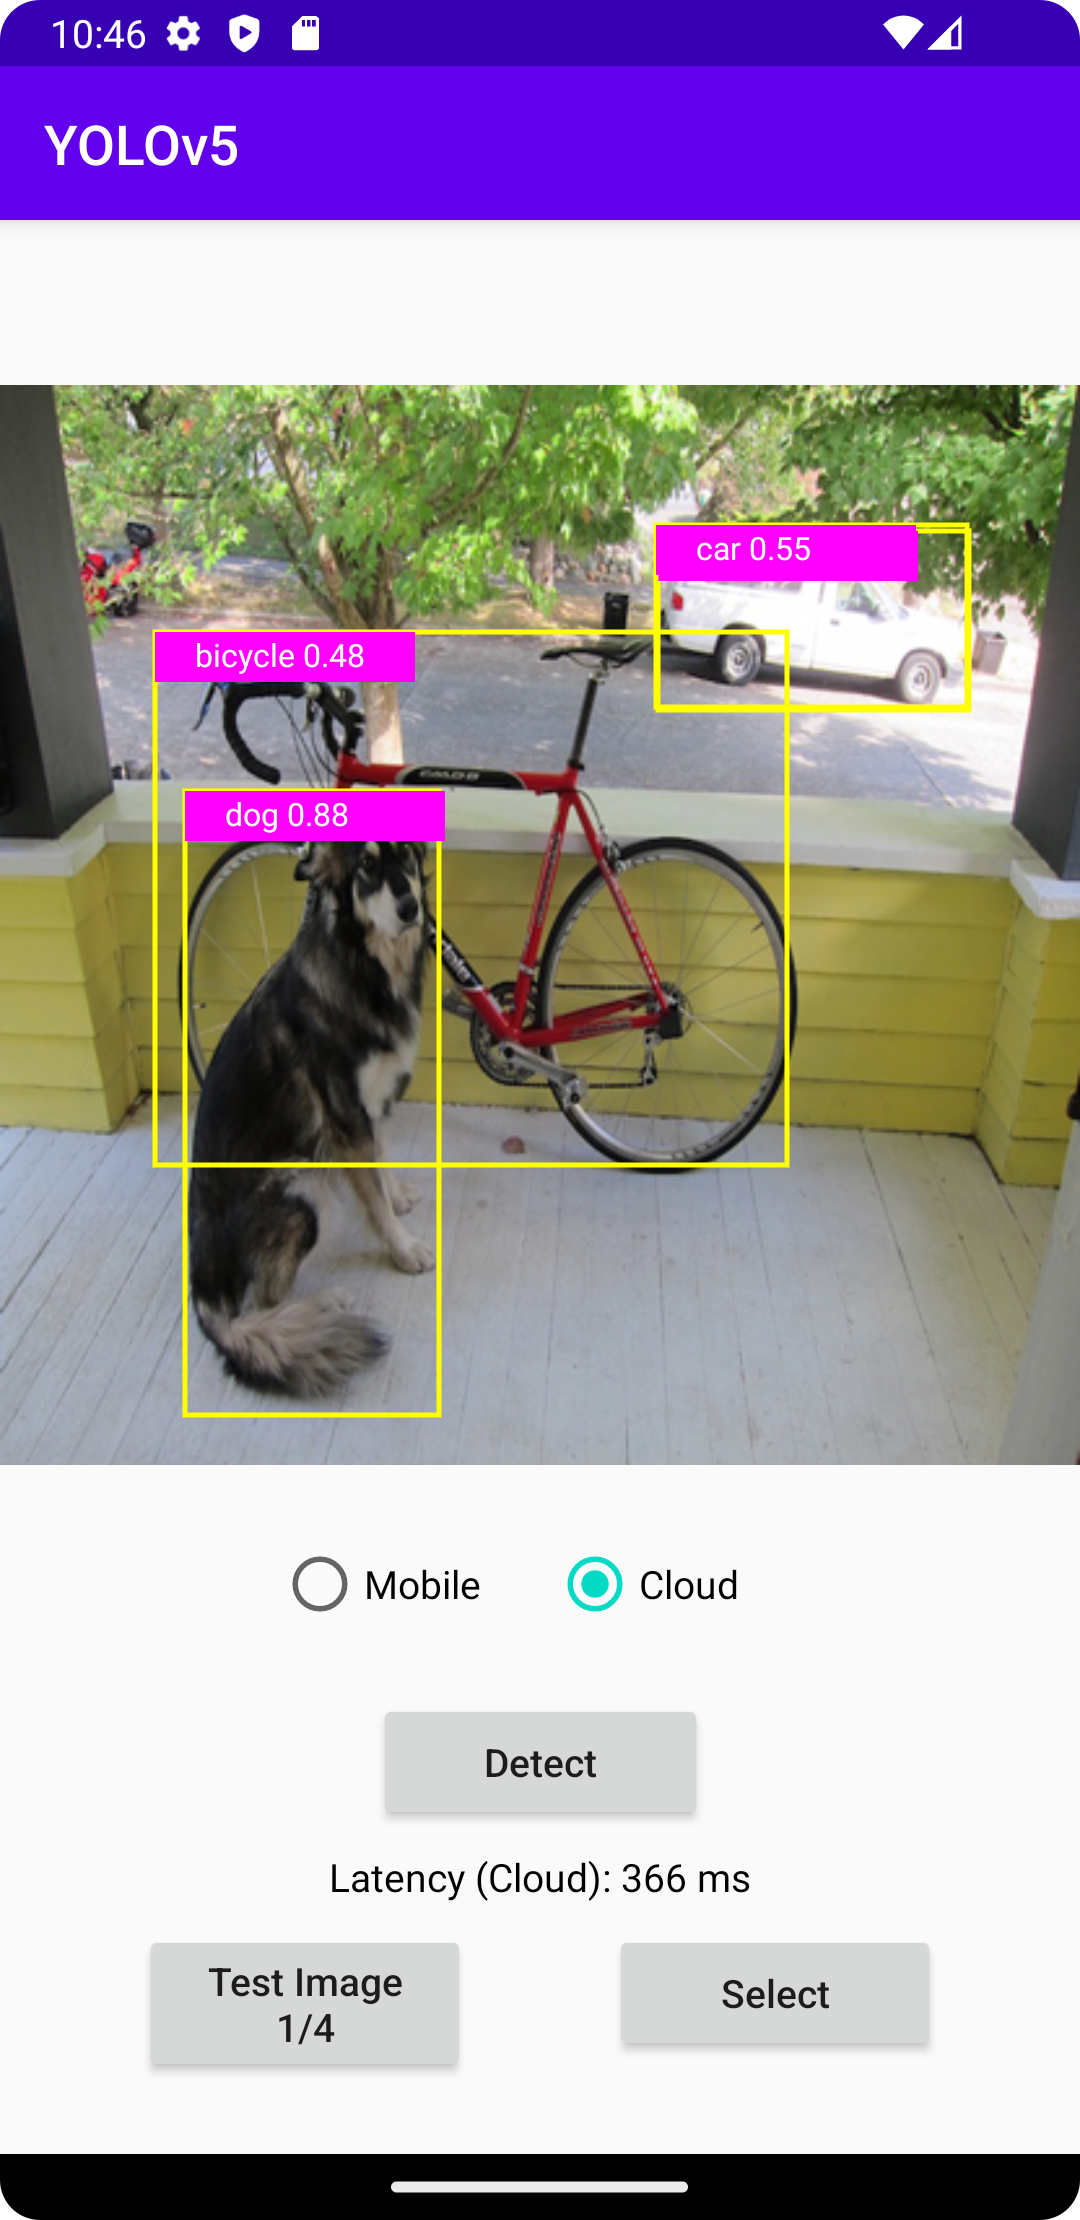 10:46
YOLOv5
car 0.55
bicycle 0.48
dog 0.88
Mobile
Cloud
Detect
Latency (Cloud): 366 ms
Test Image
1/4
Select